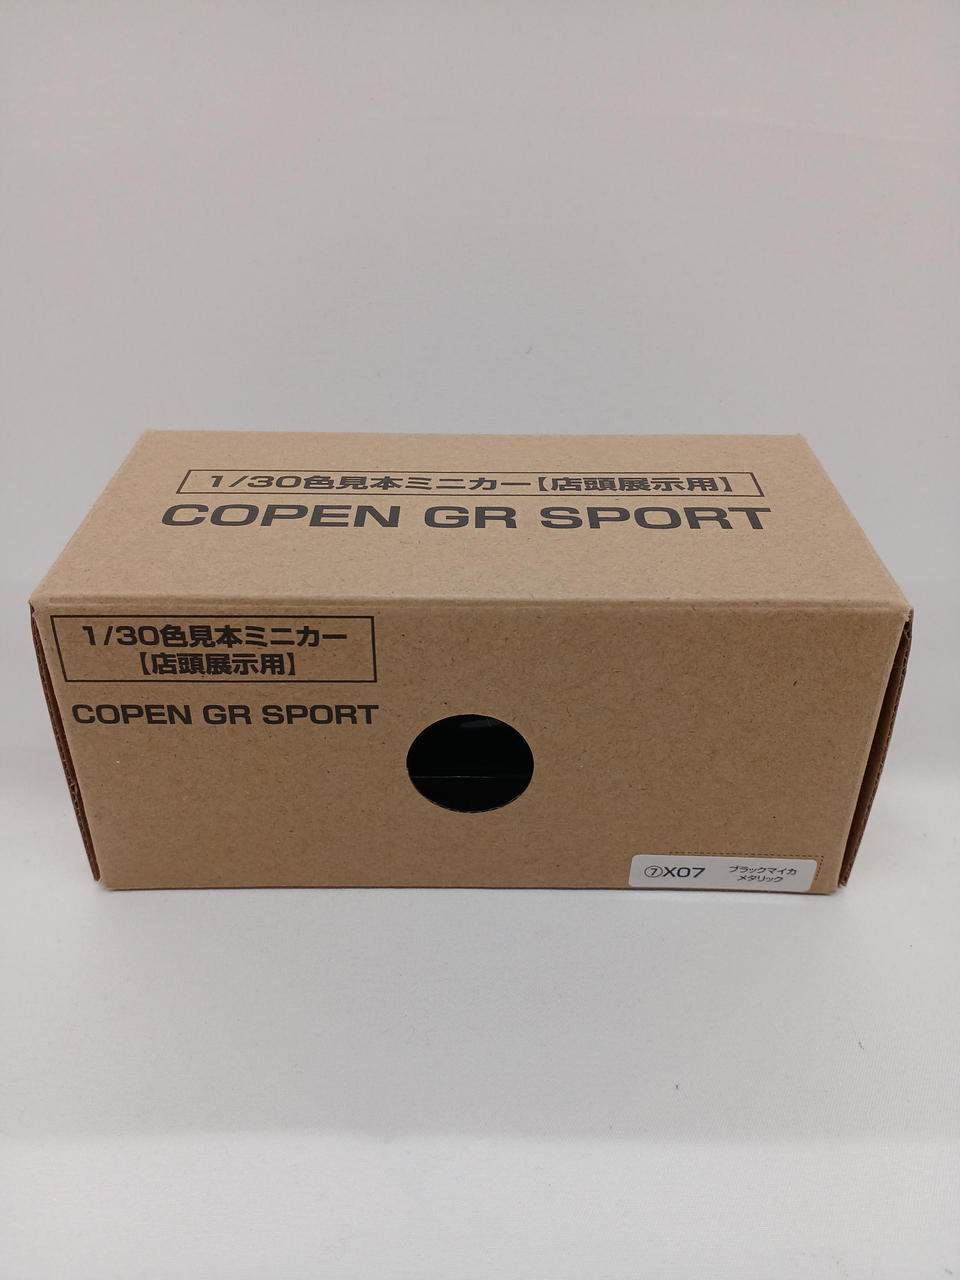 1/30色見本ミニカー【店頭展示用】
COPEN GR SPORT
1/30色見本ミニカー
【店頭展示用】
COPEN GR SPORT
⑦X07 ブラックマイカ
メタリック